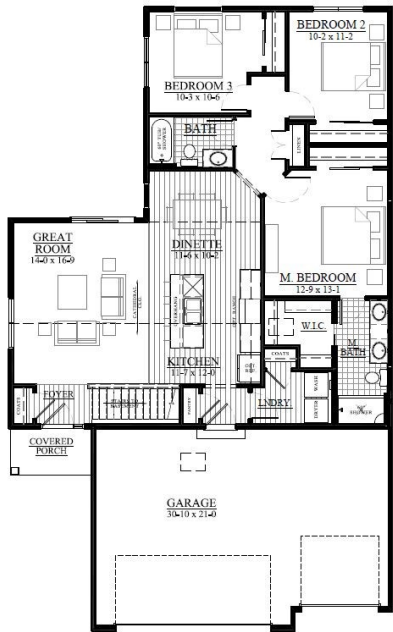 BEDROOM 2
10-2 x 11-2
BEDROOM 3
10-3 x 10-6
BATH
LINEN
GREAT
ROOM
14-0 x 16-9
DINETTE
11-6 x 10-2
M. BEDROOM
12-9 x 13-1
CATHEDRAL
W.I.C.
M.
BATH
KITCHEN
11-7 x 12-0
COATS
FOYER
COATS
PANTRY
LNDRY
WASH
DRYER
SHOWER
COVERED
PORCH
GARAGE
30-10 x 21-0